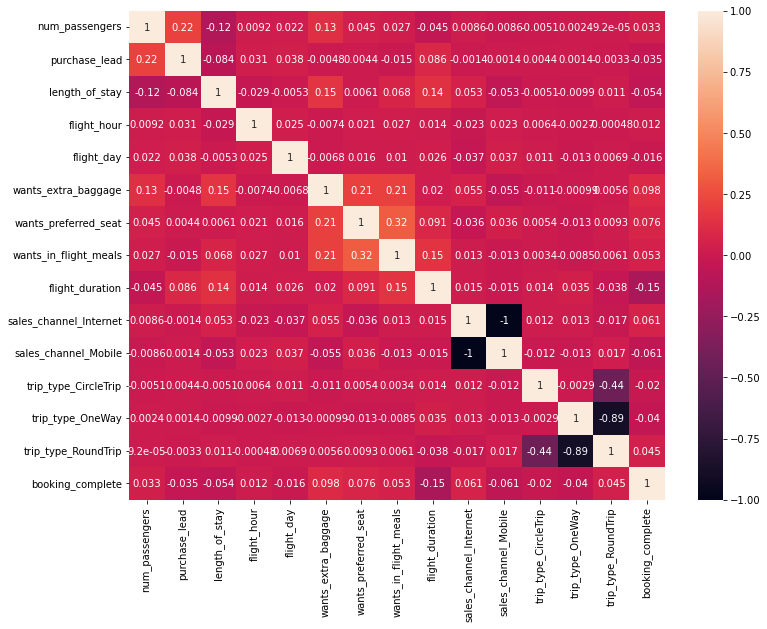 num_passengers 1 0.22 -0.12 0.0092 0.022 0.13 0.045 0.027 -0.045 0.0086 -0.0086 -0.0051 0.0024 9.2e-05 0.033
purchase_lead 0.22 1 -0.084 0.031 0.038 -0.0048 0.0044 -0.015 0.086 -0.0014 0.0014 0.0044 0.0014 -0.0033 -0.035
length_of_stay -0.12 -0.084 1 -0.029 -0.0053 0.15 0.0061 0.068 0.14 0.053 -0.053 -0.0051 -0.0099 0.011 -0.054
flight_hour 0.0092 0.031 -0.029 1 0.025 -0.0074 0.021 0.027 0.014 -0.023 0.023 0.0064 -0.0027 -0.00048 0.012
flight_day 0.022 0.038 -0.0053 0.025 1 -0.0068 0.016 0.01 0.026 -0.037 0.037 0.011 -0.013 0.0069 -0.016
wants_extra_baggage 0.13 -0.0048 0.15 -0.0074 -0.0068 1 0.21 0.21 0.02 0.055 -0.055 -0.011 -0.00099 0.0056 0.098
wants_preferred_seat 0.045 0.0044 0.0061 0.021 0.016 0.21 1 0.32 0.091 -0.036 0.036 0.0054 -0.013 0.0093 0.076
wants_in_flight_meals 0.027 -0.015 0.068 0.027 0.01 0.21 0.32 1 0.15 0.013 -0.013 0.0034 -0.0085 0.0061 0.053
flight_duration -0.045 0.086 0.14 0.014 0.026 0.02 0.091 0.15 1 0.015 -0.015 0.014 0.035 -0.038 -0.15
sales_channel_Internet 0.0086 -0.0014 0.053 -0.023 -0.037 0.055 -0.036 0.013 0.015 1 -1 0.012 0.013 -0.017 0.061
sales_channel_Mobile -0.0086 0.0014 -0.053 0.023 0.037 -0.055 0.036 -0.013 -0.015 -1 1 -0.012 -0.013 0.017 -0.061
trip_type_CircleTrip -0.0051 0.0044 -0.0051 0.0064 0.011 -0.011 0.0054 0.0034 0.014 0.012 -0.012 1 -0.0029 -0.44 -0.02
trip_type_OneWay 0.0024 0.0014 -0.0099 -0.0027 -0.013 -0.00099 -0.013 -0.0085 0.035 0.013 -0.013 -0.0029 1 -0.89 -0.04
trip_type_RoundTrip 9.2e-05 -0.0033 0.011 -0.00048 0.0069 0.0056 0.0093 0.0061 -0.038 -0.017 0.017 -0.44 -0.89 1 0.045
booking_complete 0.033 -0.035 -0.054 0.012 -0.016 0.098 0.076 0.053 -0.15 0.061 -0.061 -0.02 -0.04 0.045 1
num_passengers
purchase_lead
length_of_stay
flight_hour
flight_day
wants_extra_baggage
wants_preferred_seat
wants_in_flight_meals
flight_duration
sales_channel_Internet
sales_channel_Mobile
trip_type_CircleTrip
trip_type_OneWay
trip_type_RoundTrip
booking_complete
1.00
0.75
0.50
0.25
0.00
−0.25
−0.50
−0.75
−1.00